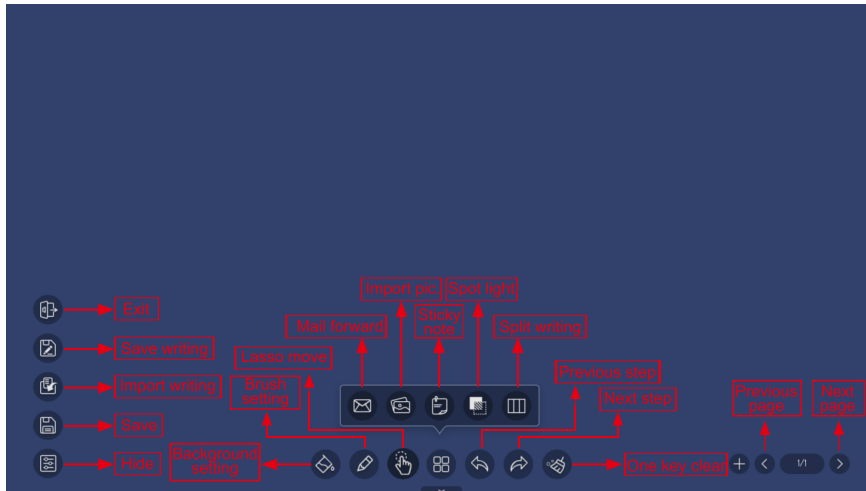 Import pic.
Spot light
Exit
Mail forward
Sticky
note
Split writing
Save writing
Lasso move
Previous step
Import writing
Brush
setting
Next step
Previous
page
Next
page
Save
Hide
Background
setting
One key clear
1/1